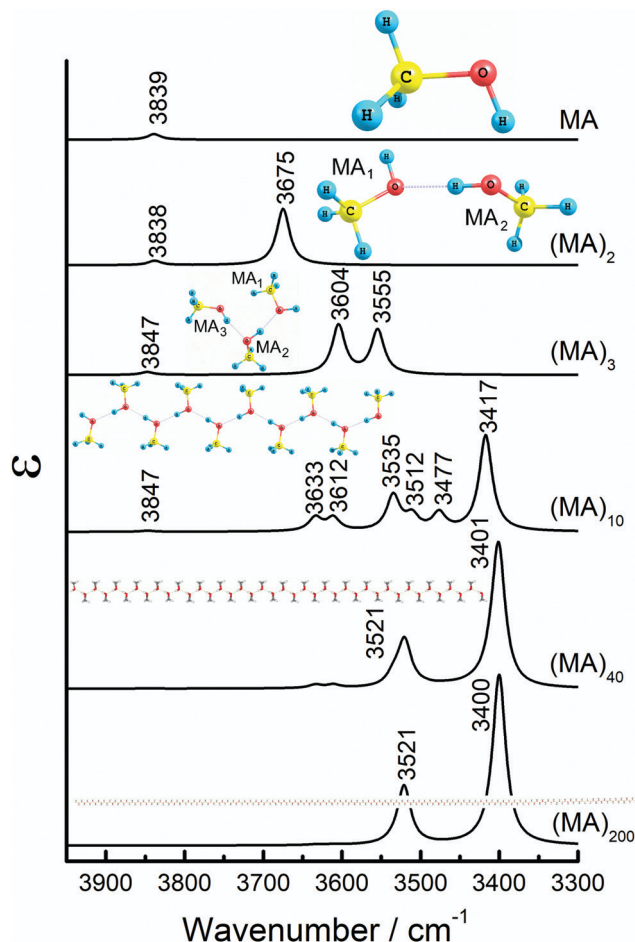 3839
H
C
O
H
H
H
MA
3838
3675
MA₁
H
H
O
H
O
H
H
C
C
H
H
MA₂
H
(MA)₂
3847
MA₁
MA₃
MA₂
3604
3555
(MA)₃
3847
3633
3612
3535
3512
3477
3417
(MA)₁₀
3521
3401
(MA)₄₀
3521
3400
(MA)₂₀₀
ε
3900 3800 3700 3600 3500 3400 3300
Wavenumber / cm⁻¹